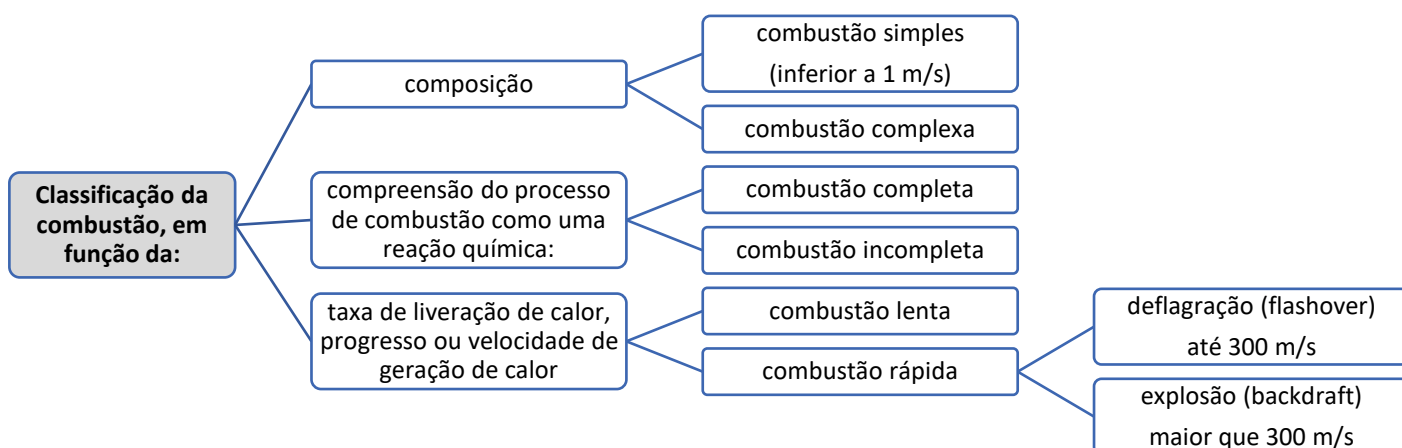 Classificação da
combustão, em
função da:
composição
combustão simples
(inferior a 1 m/s)
combustão complexa
compreensão do processo
de combustão como uma
reação química:
combustão completa
combustão incompleta
taxa de liveração de calor,
progresso ou velocidade de
geração de calor
combustão lenta
combustão rápida
deflagração (flashover)
até 300 m/s
explosão (backdraft)
maior que 300 m/s